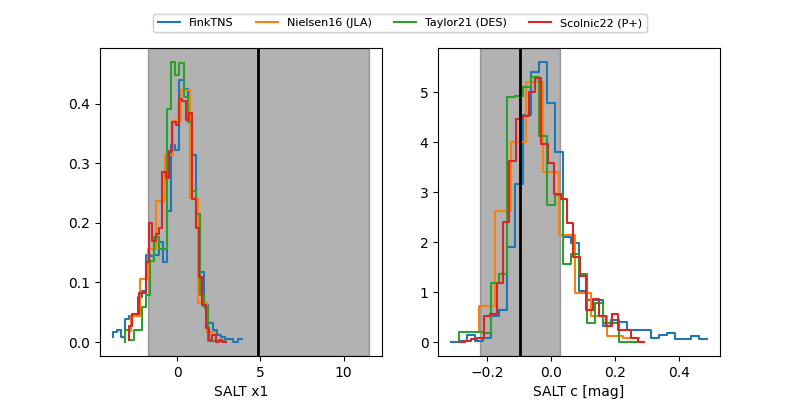 FinkTNS Nielsen16 (JLA) Taylor21 (DES) Scolnic22 (P+)
0.4
0.3
0.2
0.1
0.0
0 5 10
SALT x1
5
4
3
2
1
0
−0.2 0.0 0.2 0.4
SALT c [mag]